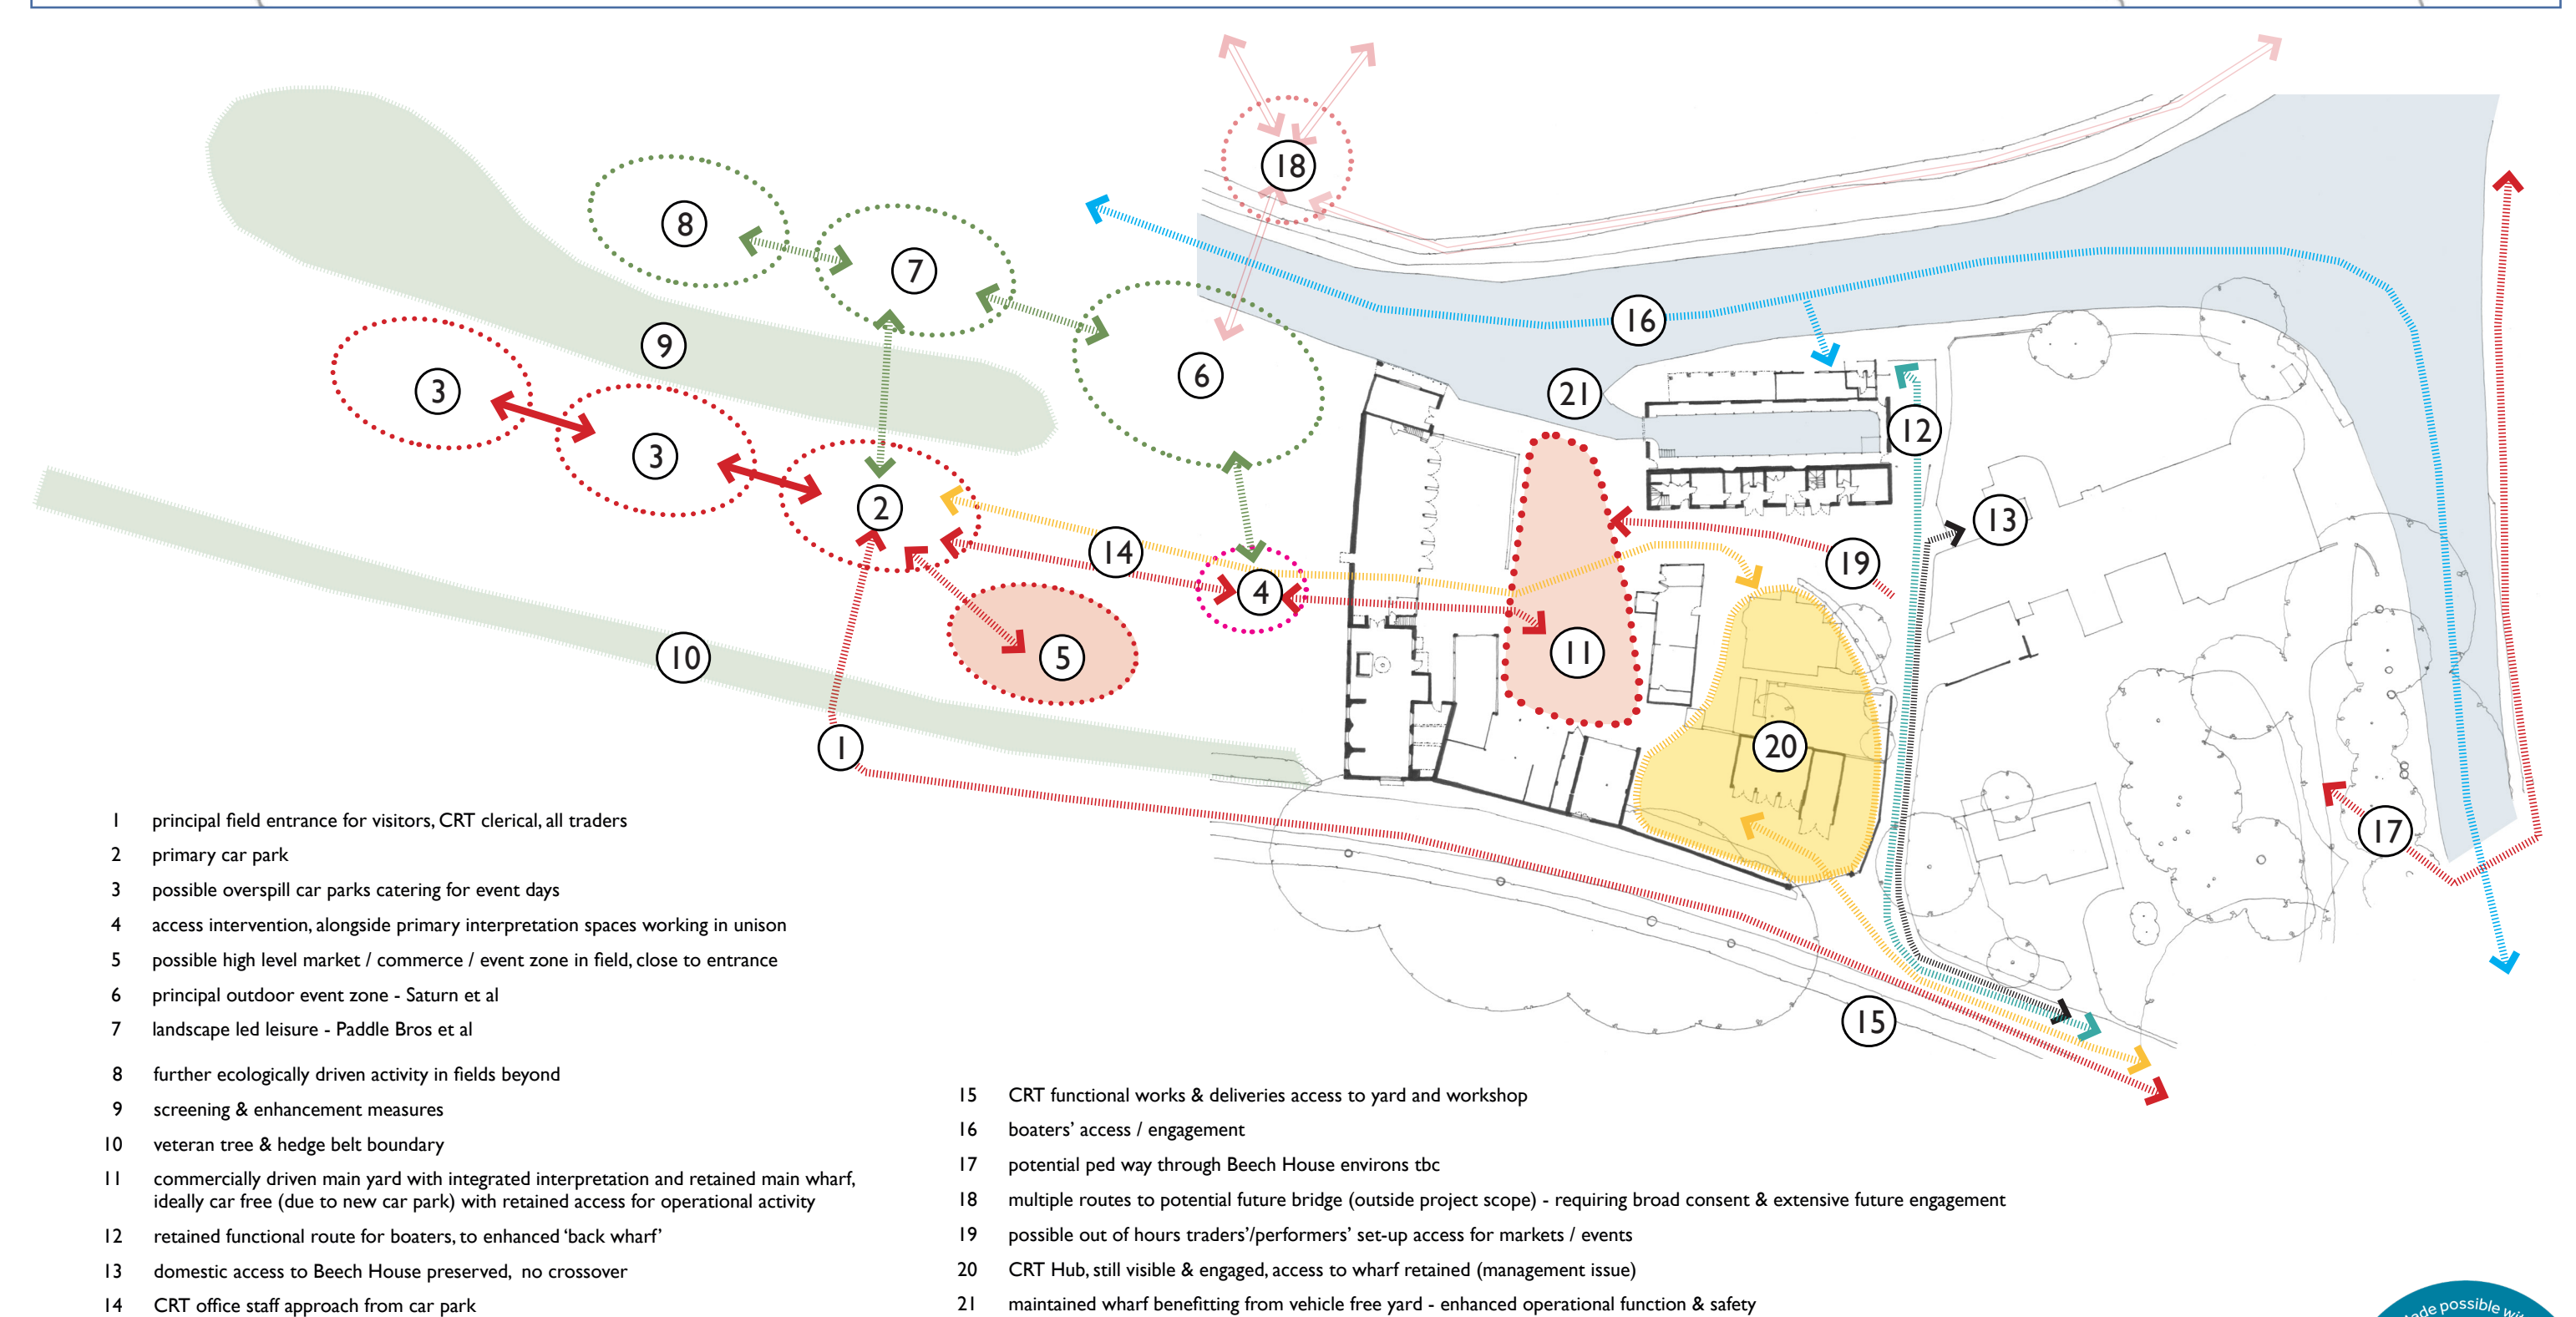 18
8
7
16
9
6
3
21
12
3
2
13
14
19
4
11
5
10
1
20
17
15
1 principal field entrance for visitors, CRT clerical, all traders
2 primary car park
3 possible overspill car parks catering for event days
4 access intervention, alongside primary interpretation spaces working in unison
5 possible high level market / commerce / event zone in field, close to entrance
6 principal outdoor event zone - Saturn et al
7 landscape led leisure - Paddle Bros et al
8 further ecologically driven activity in fields beyond
9 screening & enhancement measures
10 veteran tree & hedge belt boundary
11 commercially driven main yard with integrated interpretation and retained main wharf,
ideally car free (due to new car park) with retained access for operational activity
12 retained functional route for boaters, to enhanced ‘back wharf’
13 domestic access to Beech House preserved, no crossover
14 CRT office staff approach from car park
15 CRT functional works & deliveries access to yard and workshop
16 boaters’ access / engagement
17 potential ped way through Beech House environs tbc
18 multiple routes to potential future bridge (outside project scope) - requiring broad consent & extensive future engagement
19 possible out of hours traders’/performers’ set-up access for markets / events
20 CRT Hub, still visible & engaged, access to wharf retained (management issue)
21 maintained wharf benefitting from vehicle free yard - enhanced operational function & safety
possible